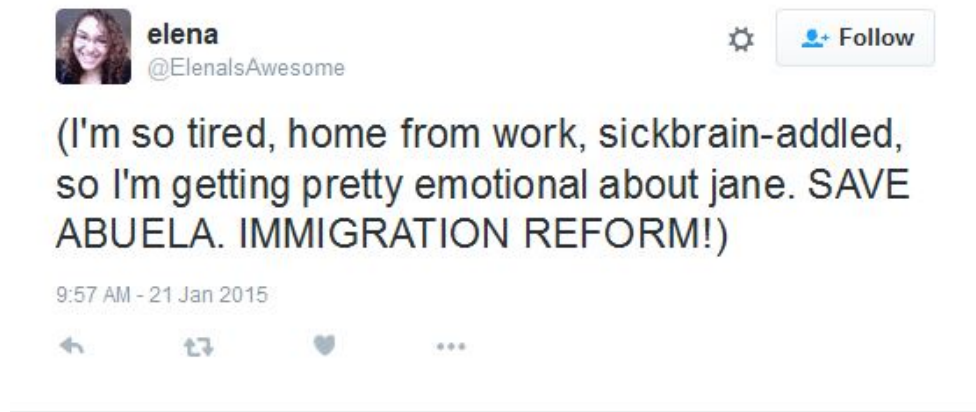 elena
@ElenaIsAwesome
Follow
(I'm so tired, home from work, sickbrain-addled,
so I'm getting pretty emotional about jane. SAVE
ABUELA. IMMIGRATION REFORM!)
9:57 AM - 21 Jan 2015